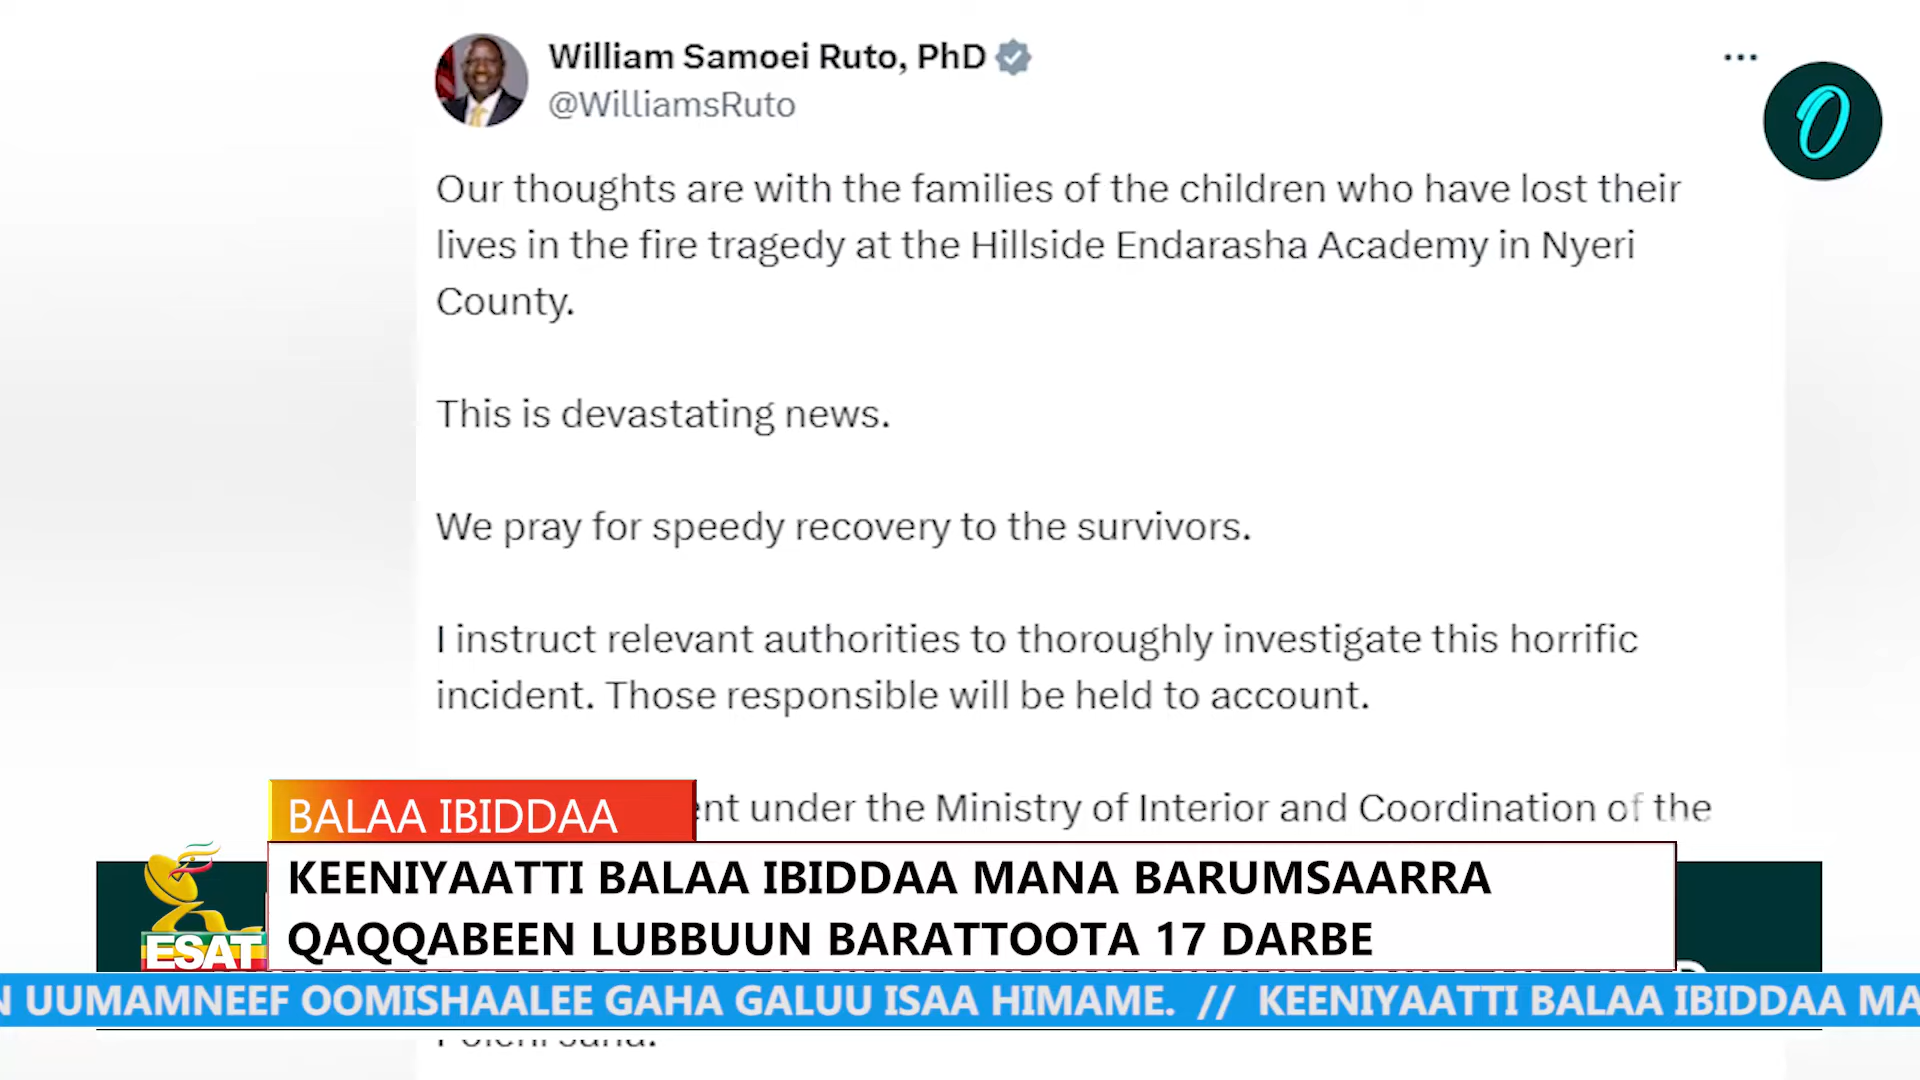 William Samoei Ruto, PhD
@WilliamsRuto
Our thoughts are with the families of the children who have lost their
lives in the fire tragedy at the Hillside Endarasha Academy in Nyeri
County.
This is devastating news.
We pray for speedy recovery to the survivors.
I instruct relevant authorities to thoroughly investigate this horrific
incident. Those responsible will be held to account.
under the Ministry of Interior and Coordination of the
BALAA IBIDDAA
KEENIYAATTI BALAA IBIDDAA MANA BARUMSAARRA
QAQQABEEN LUBBUUN BARATTOOTA 17 DARBE
ESAT
UUMAMNEEF OOMISHAALEE GAHA GALUU ISAA HIMAME. // KEENIYAATTI BALAA IBIDDAA